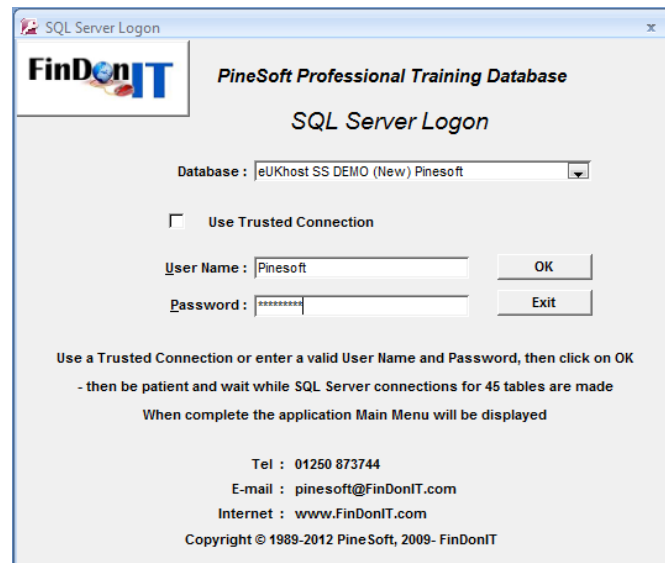 SQL Server Logon
x
FinDonIT
PineSoft Professional Training Database
SQL Server Logon
Database : eUKhost SS DEMO (New) Pinesoft
Use Trusted Connection
User Name : Pinesoft
OK
Password : *********
Exit
Use a Trusted Connection or enter a valid User Name and Password, then click on OK
- then be patient and wait while SQL Server connections for 45 tables are made
When complete the application Main Menu will be displayed
Tel : 01250 873744
E-mail : pinesoft@FinDonIT.com
Internet : www.FinDonIT.com
Copyright © 1989-2012 PineSoft, 2009- FinDonIT